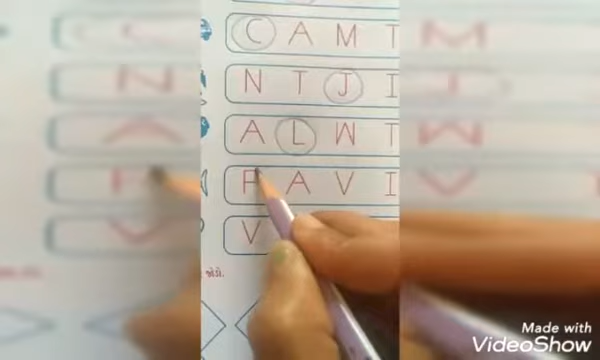 C A M T
N T J I
A L W T
A V I
V
Made with
VideoShow